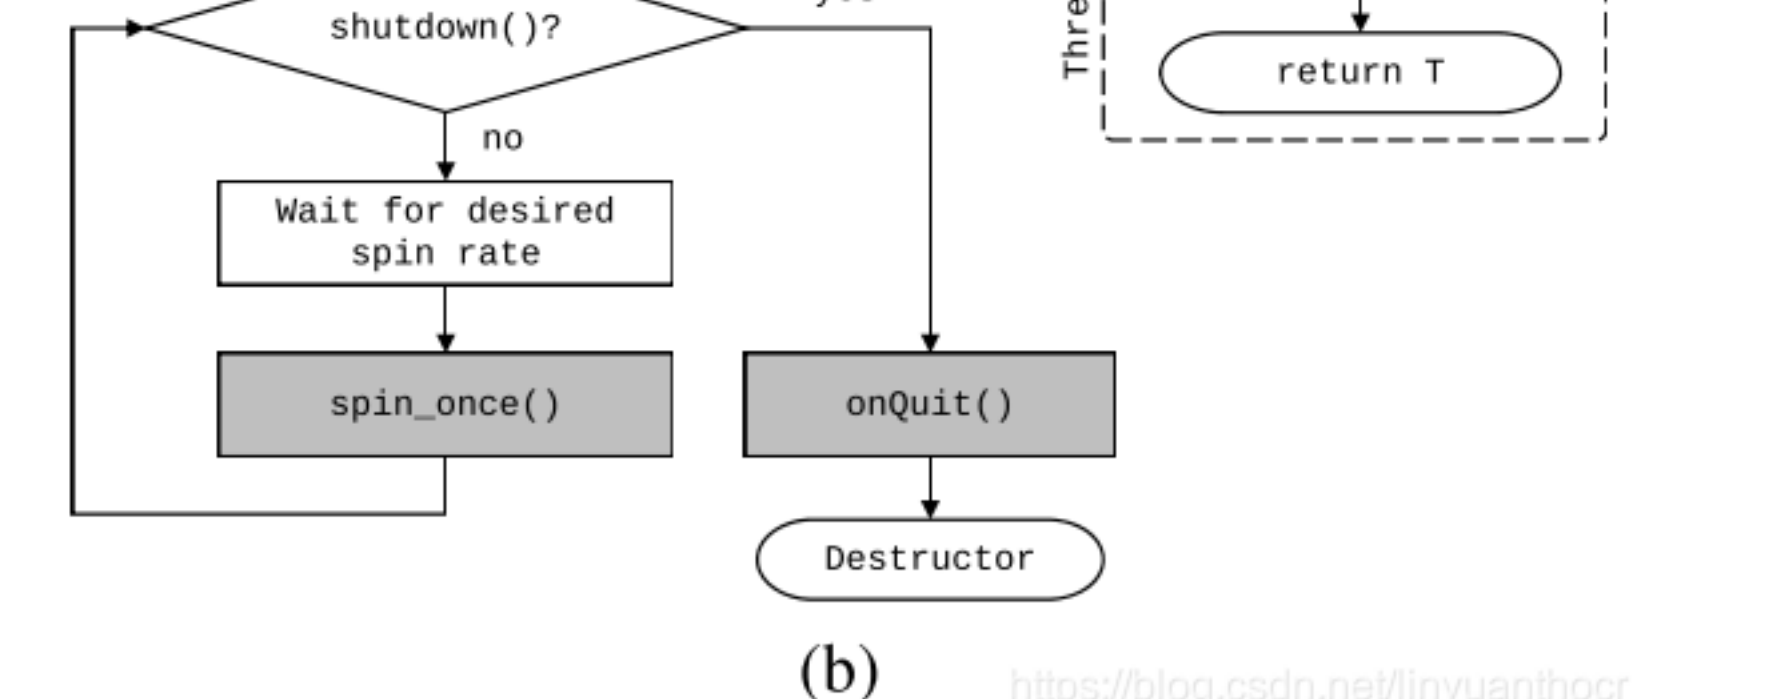 shutdown()?
return T
no
Wait for desired
spin rate
spin_once()
onQuit()
Destructor
(b)
https://blog.csdn.net/linyuanthocr